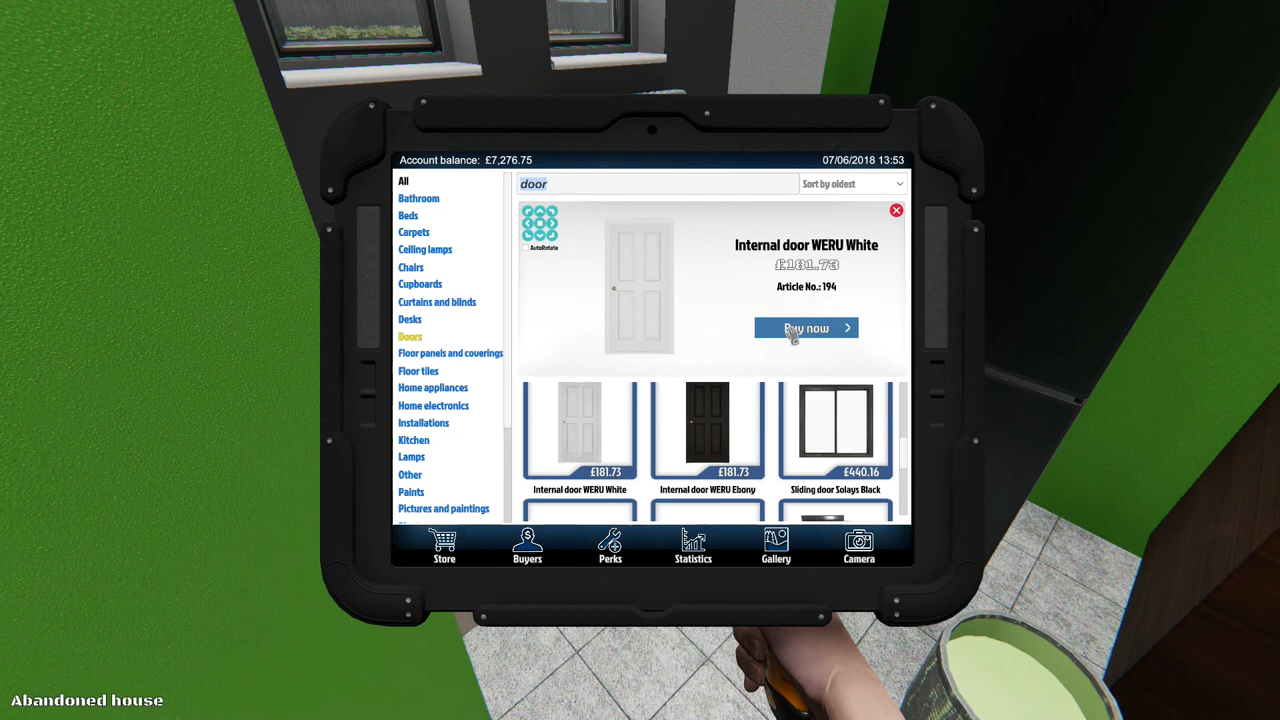 Account balance: £7,276.75
07/06/2018 13:53
All
Bathroom
Beds
Carpets
Ceiling lamps
Chairs
Cupboards
Curtains and blinds
Desks
Doors
Floor panels and coverings
Floor tiles
Home appliances
Home electronics
Installations
Kitchen
Lamps
Other
Paints
Pictures and paintings
door
Sort by oldest
AutoRotate
Internal door WERU White
£181.73
Article No.: 194
Buy now
£181.73
£181.73
£440.16
Internal door WERU White
Internal door WERU Ebony
Sliding door Solays Black
Store
Buyers
Perks
Statistics
Gallery
Camera
Abandoned house